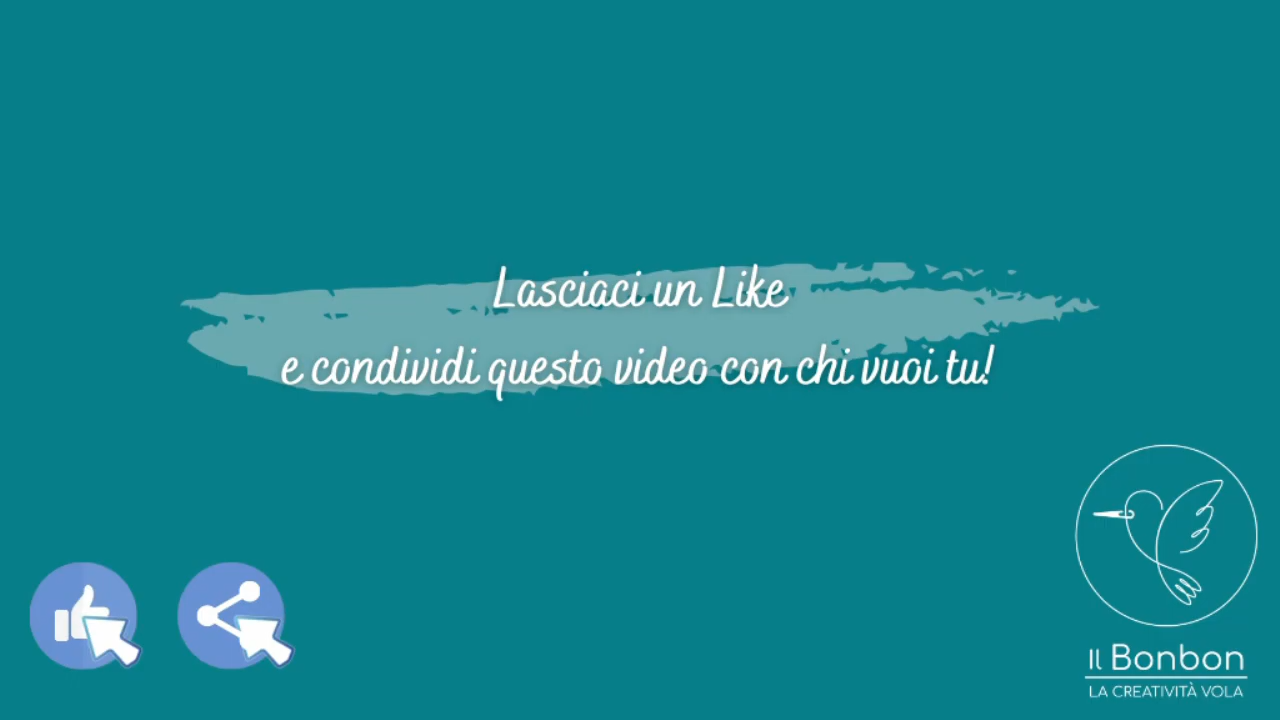 Lasciaci un Like
e condividi questo video con chi vuoi tu!
Il Bonbon
LA CREATIVITÀ VOLA